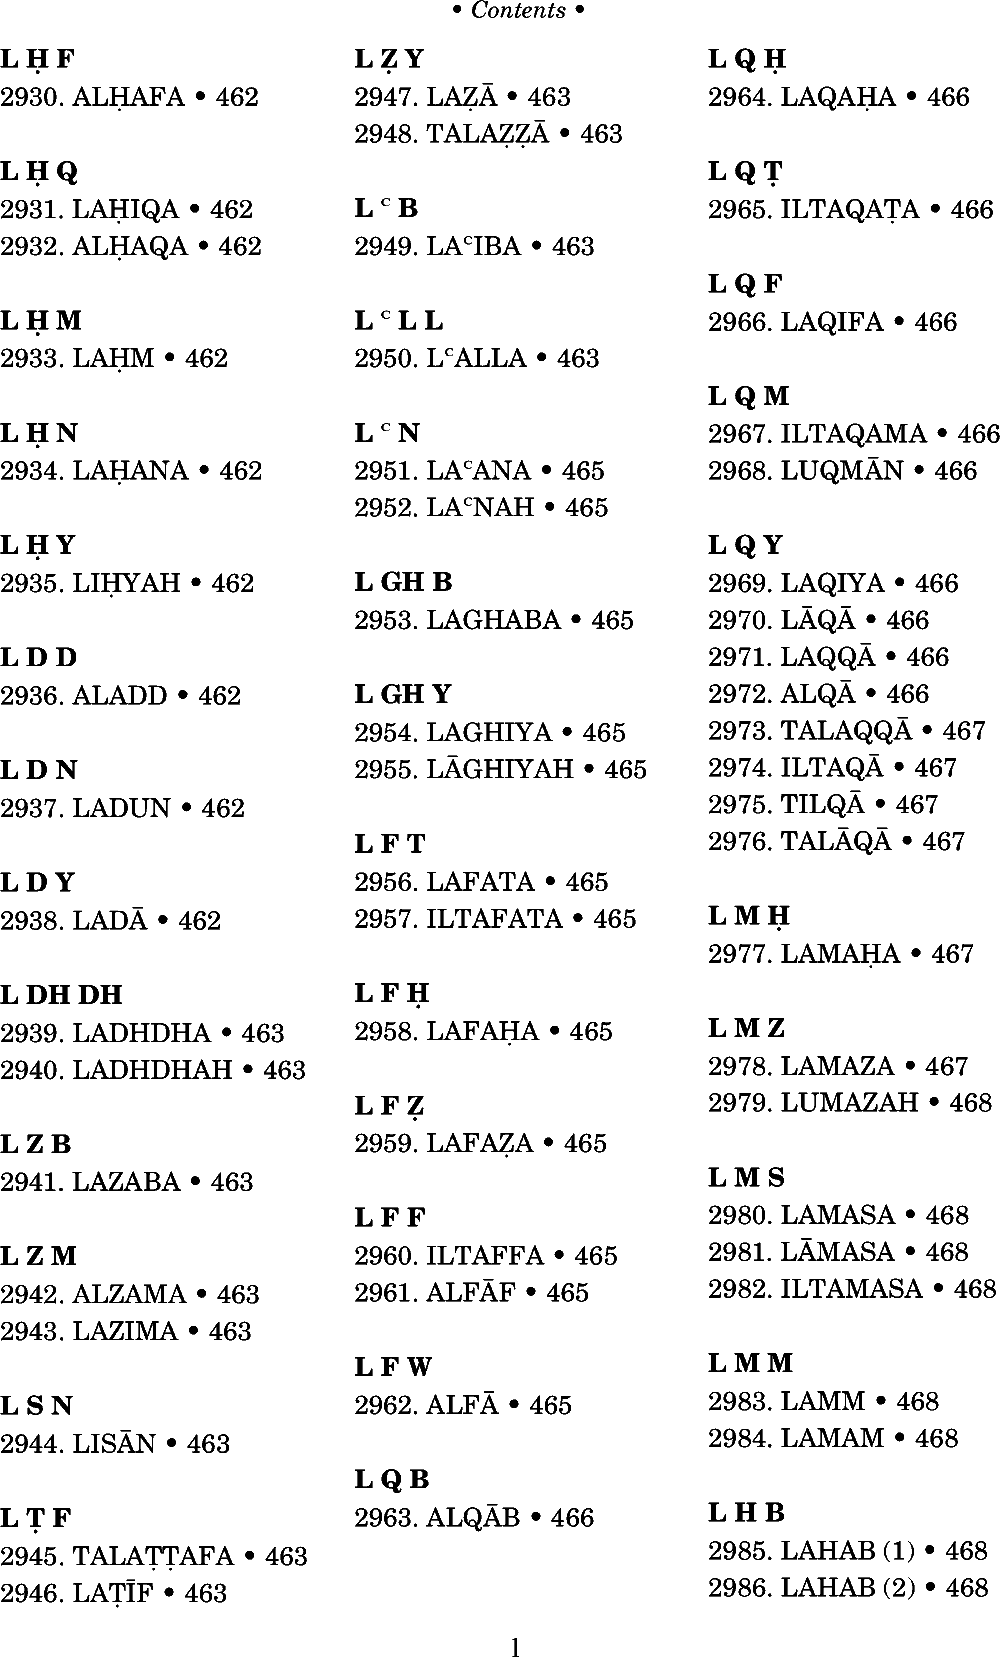 • Contents •
L Ḥ F
2930. ALḤAFA • 462
L Ḥ Q
2931. LAḤIQA • 462
2932. ALḤAQA • 462
L Ḥ M
2933. LAḤM • 462
L Ḥ N
2934. LAḤANA • 462
L Ḥ Y
2935. LIḤYAH • 462
L D D
2936. ALADD • 462
L D N
2937. LADUN • 462
L D Y
2938. LADĀ • 462
L DH DH
2939. LADHDHA • 463
2940. LADHDHAH • 463
L Z B
2941. LAZABA • 463
L Z M
2942. ALZAMA • 463
2943. LAZIMA • 463
L S N
2944. LISĀN • 463
L Ṭ F
2945. TALAṬṬAFA • 463
2946. LAṬĪF • 463
L Ẓ Y
2947. LAẒĀ • 463
2948. TALAẒẒĀ • 463
L ᶜ B
2949. LAᶜIBA • 463
L ᶜ L L
2950. LᶜALLA • 463
L ᶜ N
2951. LAᶜANA • 465
2952. LAᶜNAH • 465
L GH B
2953. LAGHABA • 465
L GH Y
2954. LAGHIYA • 465
2955. LĀGHIYAH • 465
L F T
2956. LAFATA • 465
2957. ILTAFATA • 465
L F Ḥ
2958. LAFAḤA • 465
L F Ẓ
2959. LAFAẒA • 465
L F F
2960. ILTAFFA • 465
2961. ALFĀF • 465
L F W
2962. ALFĀ • 465
L Q B
2963. ALQĀB • 466
L Q Ḥ
2964. LAQAḤA • 466
L Q Ṭ
2965. ILTAQAṬA • 466
L Q F
2966. LAQIFA • 466
L Q M
2967. ILTAQAMA • 466
2968. LUQMĀN • 466
L Q Y
2969. LAQIYA • 466
2970. LĀQĀ • 466
2971. LAQQĀ • 466
2972. ALQĀ • 466
2973. TALAQQĀ • 467
2974. ILTAQĀ • 467
2975. TILQĀ • 467
2976. TALĀQĀ • 467
L M Ḥ
2977. LAMAḤA • 467
L M Z
2978. LAMAZA • 467
2979. LUMAZAH • 468
L M S
2980. LAMASA • 468
2981. LĀMASA • 468
2982. ILTAMASA • 468
L M M
2983. LAMM • 468
2984. LAMAM • 468
L H B
2985. LAHAB (1) • 468
2986. LAHAB (2) • 468
l